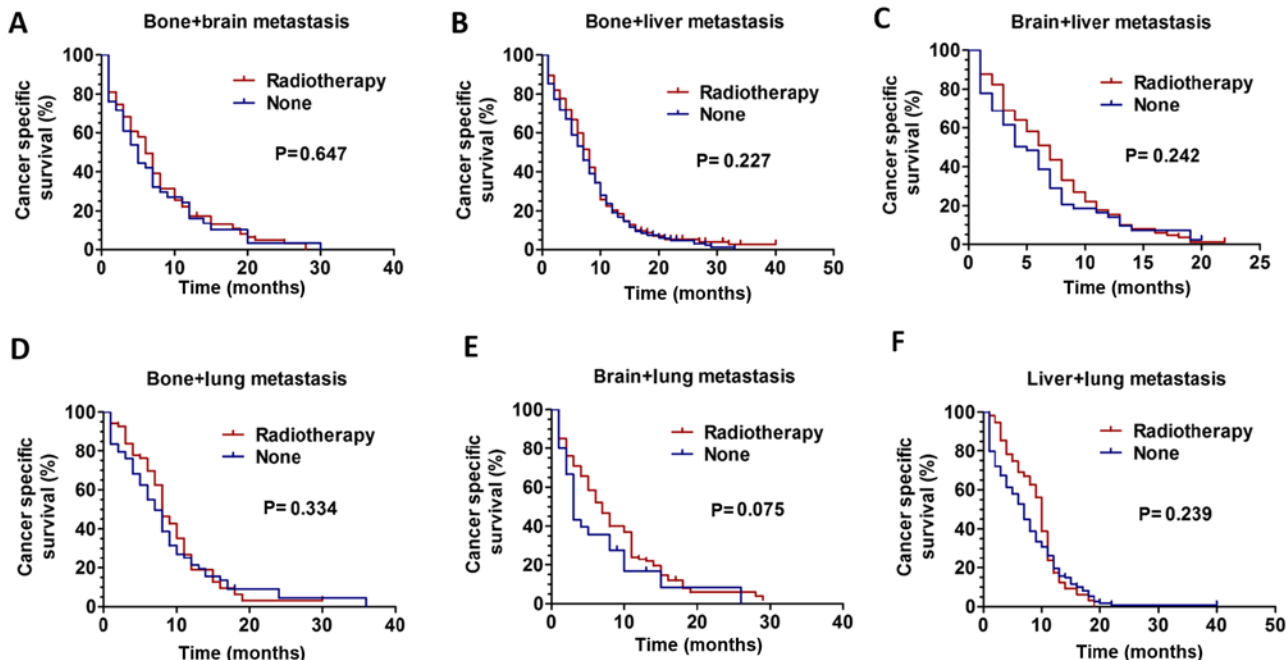 A
Bone+brain metastasis
Cancer specific
survival (%)
100
80
60
40
20
0
Radiotherapy
None
P=0.647
0 10 20 30 40
Time (months)
B
Bone+liver metastasis
Cancer specific
survival (%)
100
80
60
40
20
0
Radiotherapy
None
P=0.227
0 10 20 30 40 50
Time (months)
C
Brain+liver metastasis
Cancer specific
survival (%)
100
80
60
40
20
0
Radiotherapy
None
P=0.242
0 5 10 15 20 25
Time (months)
D
Bone+lung metastasis
Cancer specific
survival (%)
100
80
60
40
20
0
Radiotherapy
None
P=0.334
0 10 20 30 40
Time (months)
E
Brain+lung metastasis
Cancer specific
survival (%)
100
80
60
40
20
0
Radiotherapy
None
P=0.075
0 10 20 30 40
Time (months)
F
Liver+lung metastasis
Cancer specific
survival (%)
100
80
60
40
20
0
Radiotherapy
None
P=0.239
0 10 20 30 40 50
Time (months)